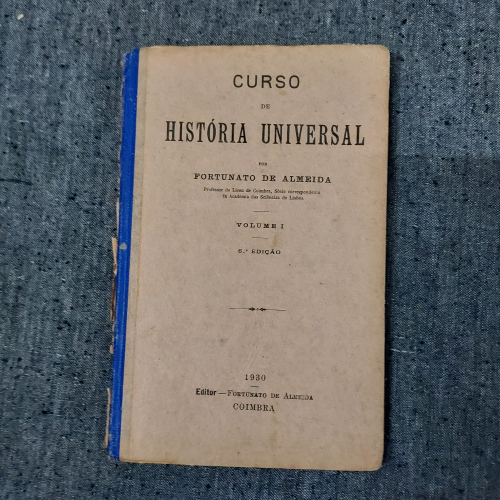 CURSO
DE
HISTÓRIA UNIVERSAL
POR
FORTUNATO DE ALMEIDA
Professor do Liceu de Coimbra, Sócio correspondente
da Academia das Sciências de Lisboa
VOLUME I
EDIÇÃO
1930
Editor — FORTUNATO DE ALMEIDA
COIMBRA